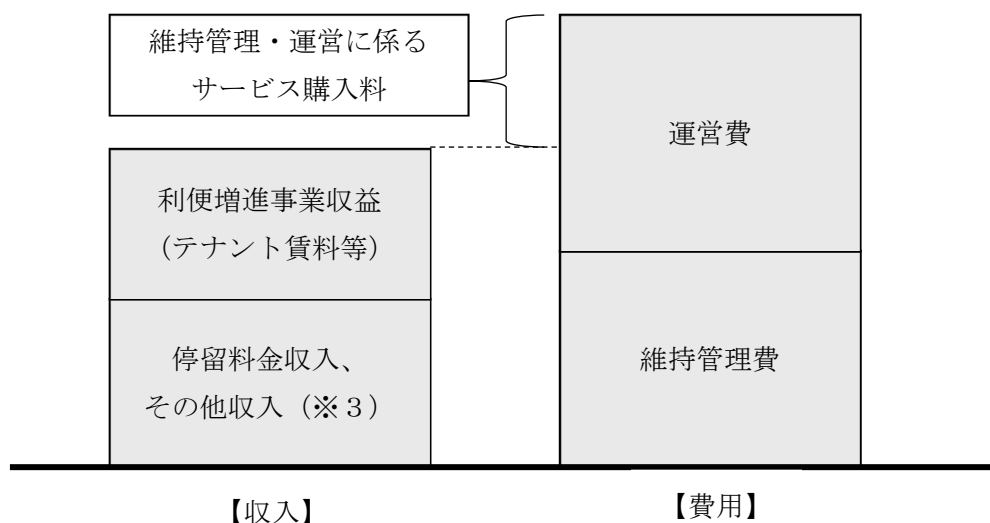 維持管理・運営に係る
サービス購入料
運営費
利便増進事業収益
（テナント賃料等）
維持管理費
停留料金収入、
その他収入（※３）
【収入】
【費用】